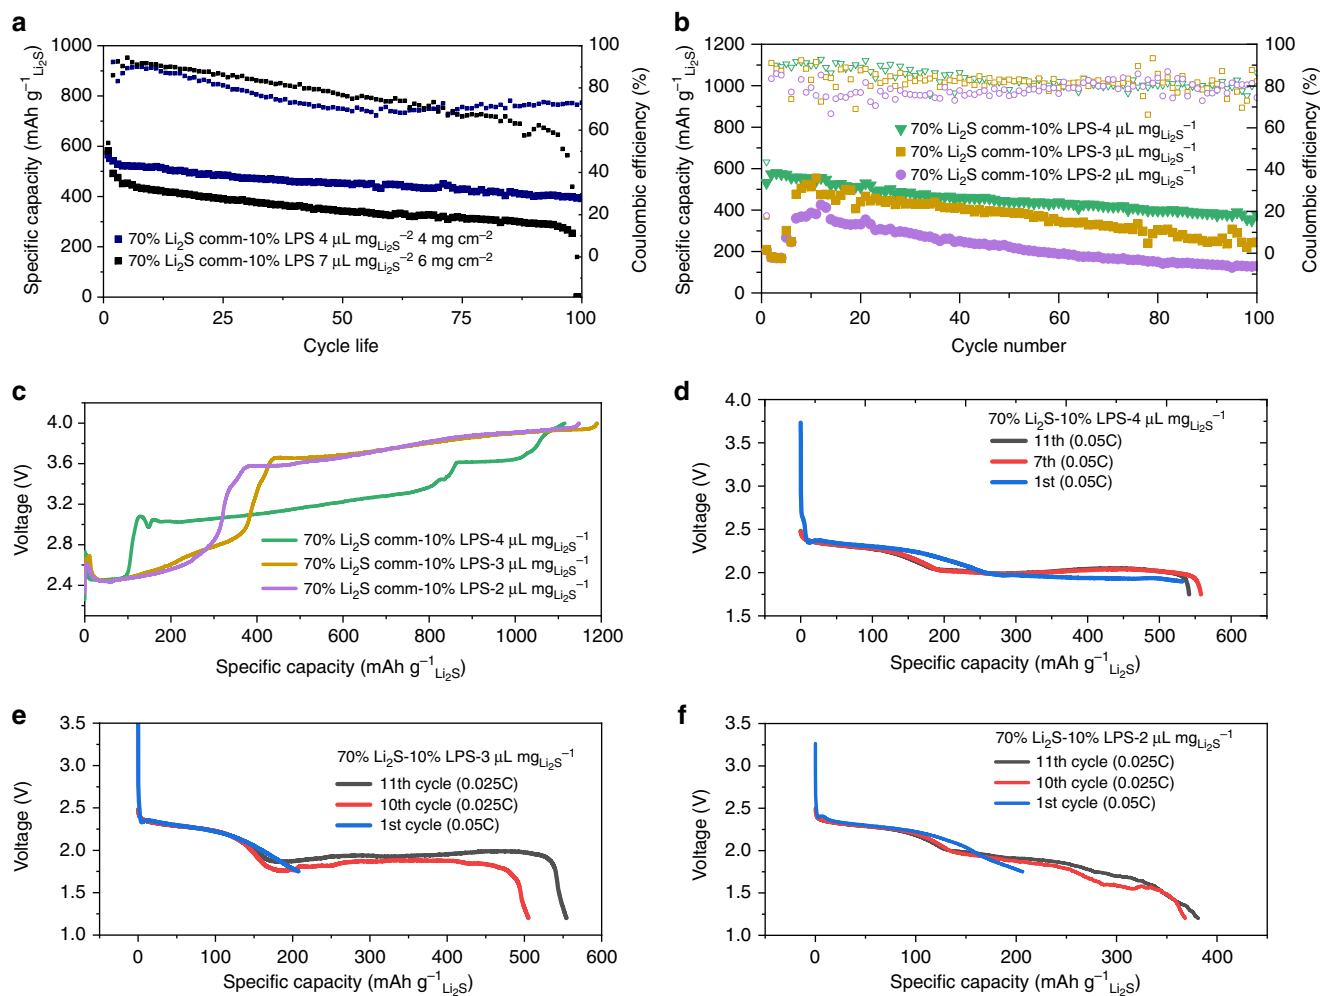 a
Specific capacity (mAh g⁻¹Li₂S)
1000
800
600
400
200
0
0
25
50
75
100
Cycle life
100
80
60
40
20
0
Coulombic efficiency (%)
70% Li₂S comm-10% LPS 4 μL mgLi₂S⁻² 4 mg cm⁻²
70% Li₂S comm-10% LPS 7 μL mgLi₂S⁻² 6 mg cm⁻²
b
Specific capacity (mAh g⁻¹Li₂S)
1200
1000
800
600
400
200
0
0
20
40
60
80
100
Cycle number
100
80
60
40
20
0
Coulombic efficiency (%)
70% Li₂S comm-10% LPS-4 μL mgLi₂S⁻¹
70% Li₂S comm-10% LPS-3 μL mgLi₂S⁻¹
70% Li₂S comm-10% LPS-2 μL mgLi₂S⁻¹
c
Voltage (V)
4.0
3.6
3.2
2.8
2.4
0
200
400
600
800
1000
1200
Specific capacity (mAh g⁻¹Li₂S)
70% Li₂S comm-10% LPS-4 μL mgLi₂S⁻¹
70% Li₂S comm-10% LPS-3 μL mgLi₂S⁻¹
70% Li₂S comm-10% LPS-2 μL mgLi₂S⁻¹
d
Voltage (V)
4.0
3.5
3.0
2.5
2.0
1.5
0
100
200
300
400
500
600
Specific capacity (mAh g⁻¹Li₂S)
70% Li₂S-10% LPS-4 μL mgLi₂S⁻¹
11th (0.05C)
7th (0.05C)
1st (0.05C)
e
Voltage (V)
3.5
3.0
2.5
2.0
1.5
1.0
0
100
200
300
400
500
600
Specific capacity (mAh g⁻¹Li₂S)
70% Li₂S-10% LPS-3 μL mgLi₂S⁻¹
11th cycle (0.025C)
10th cycle (0.025C)
1st cycle (0.05C)
f
Voltage (V)
3.5
3.0
2.5
2.0
1.5
1.0
0
100
200
300
400
Specific capacity (mAh g⁻¹Li₂S)
70% Li₂S-10% LPS-2 μL mgLi₂S⁻¹
11th cycle (0.025C)
10th cycle (0.025C)
1st cycle (0.05C)